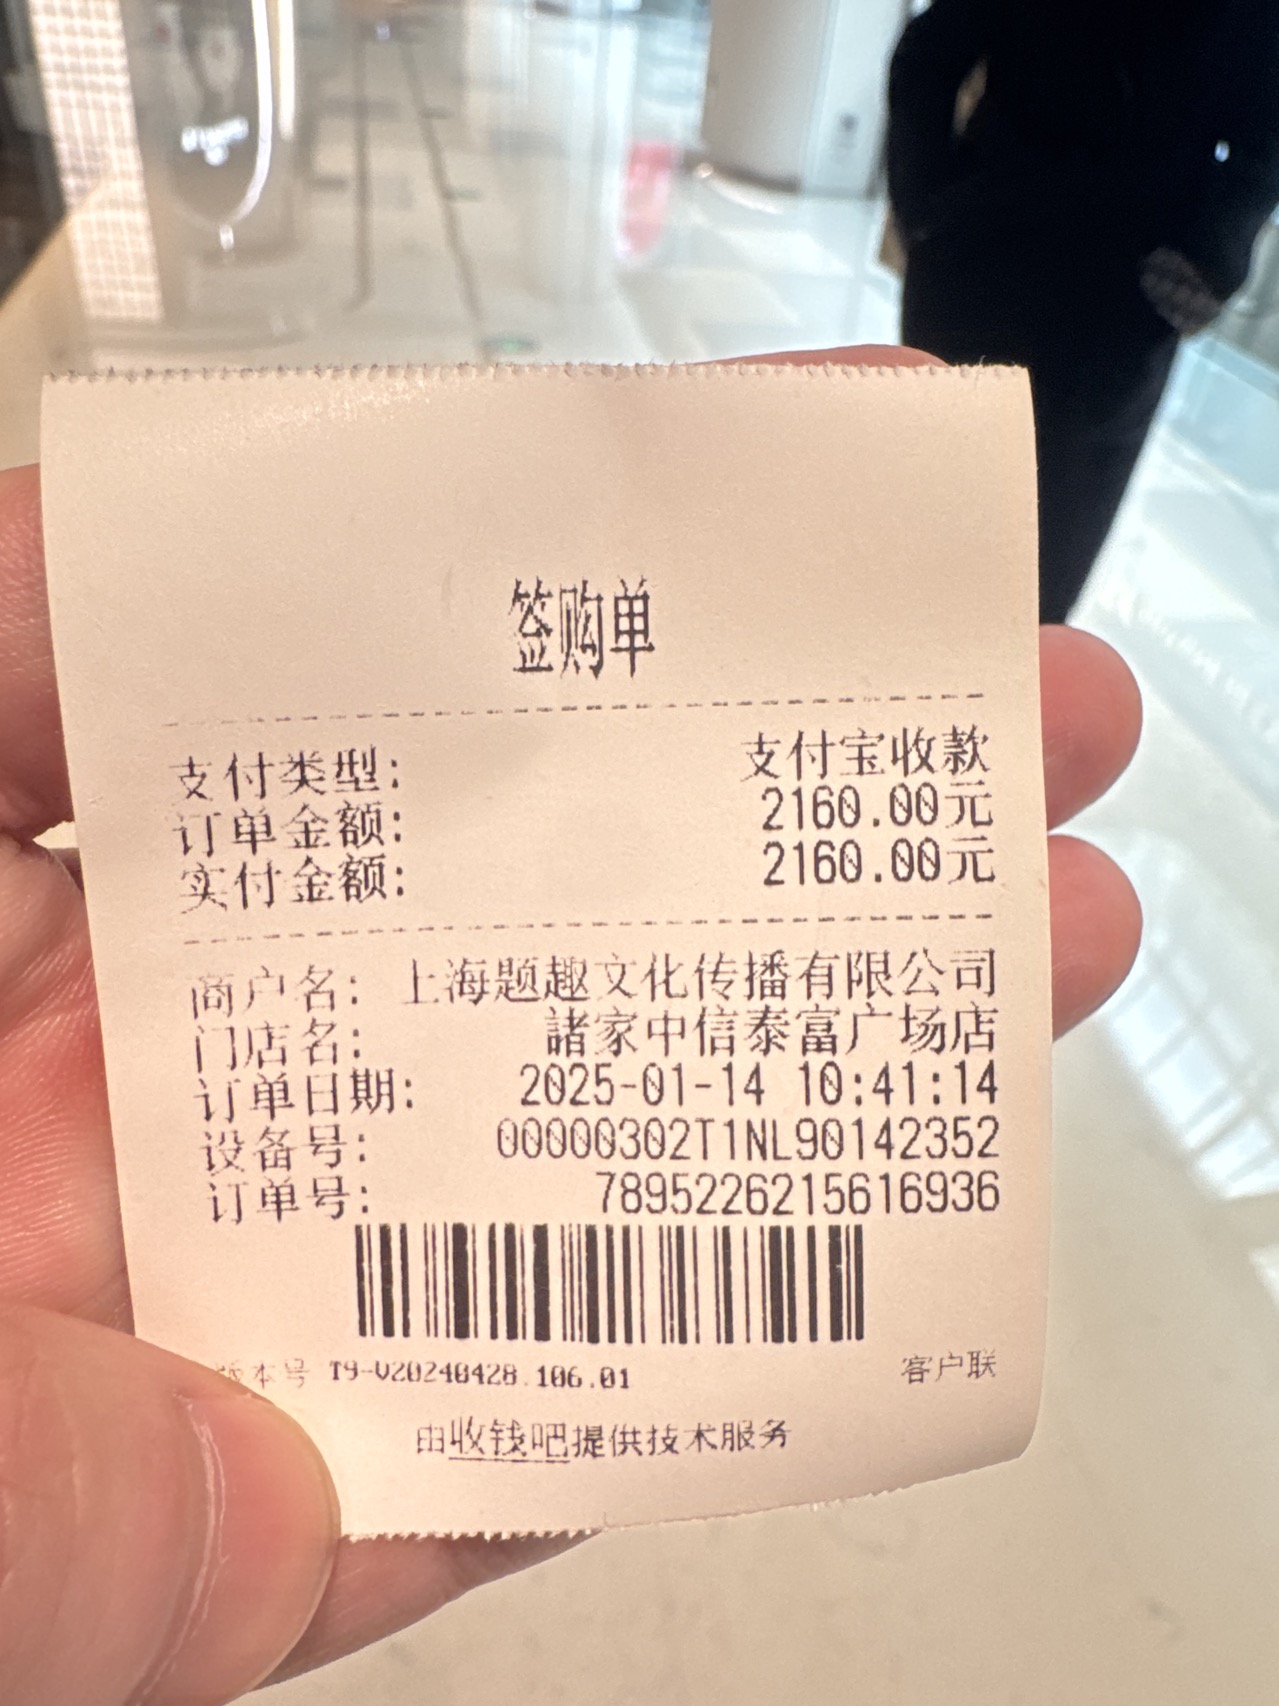 签购单
支付类型: 支付宝收款
订单金额: 2160.00元
实付金额: 2160.00元
商户名: 上海题趣文化传播有限公司
门店名: 諸家中信泰富广场店
订单日期: 2025-01-14 10:41:14
设备号: 00000302T1NL90142352
订单号: 7895226215616936
版本号 T9-V20240428.106.01 客户联
由收钱吧提供技术服务